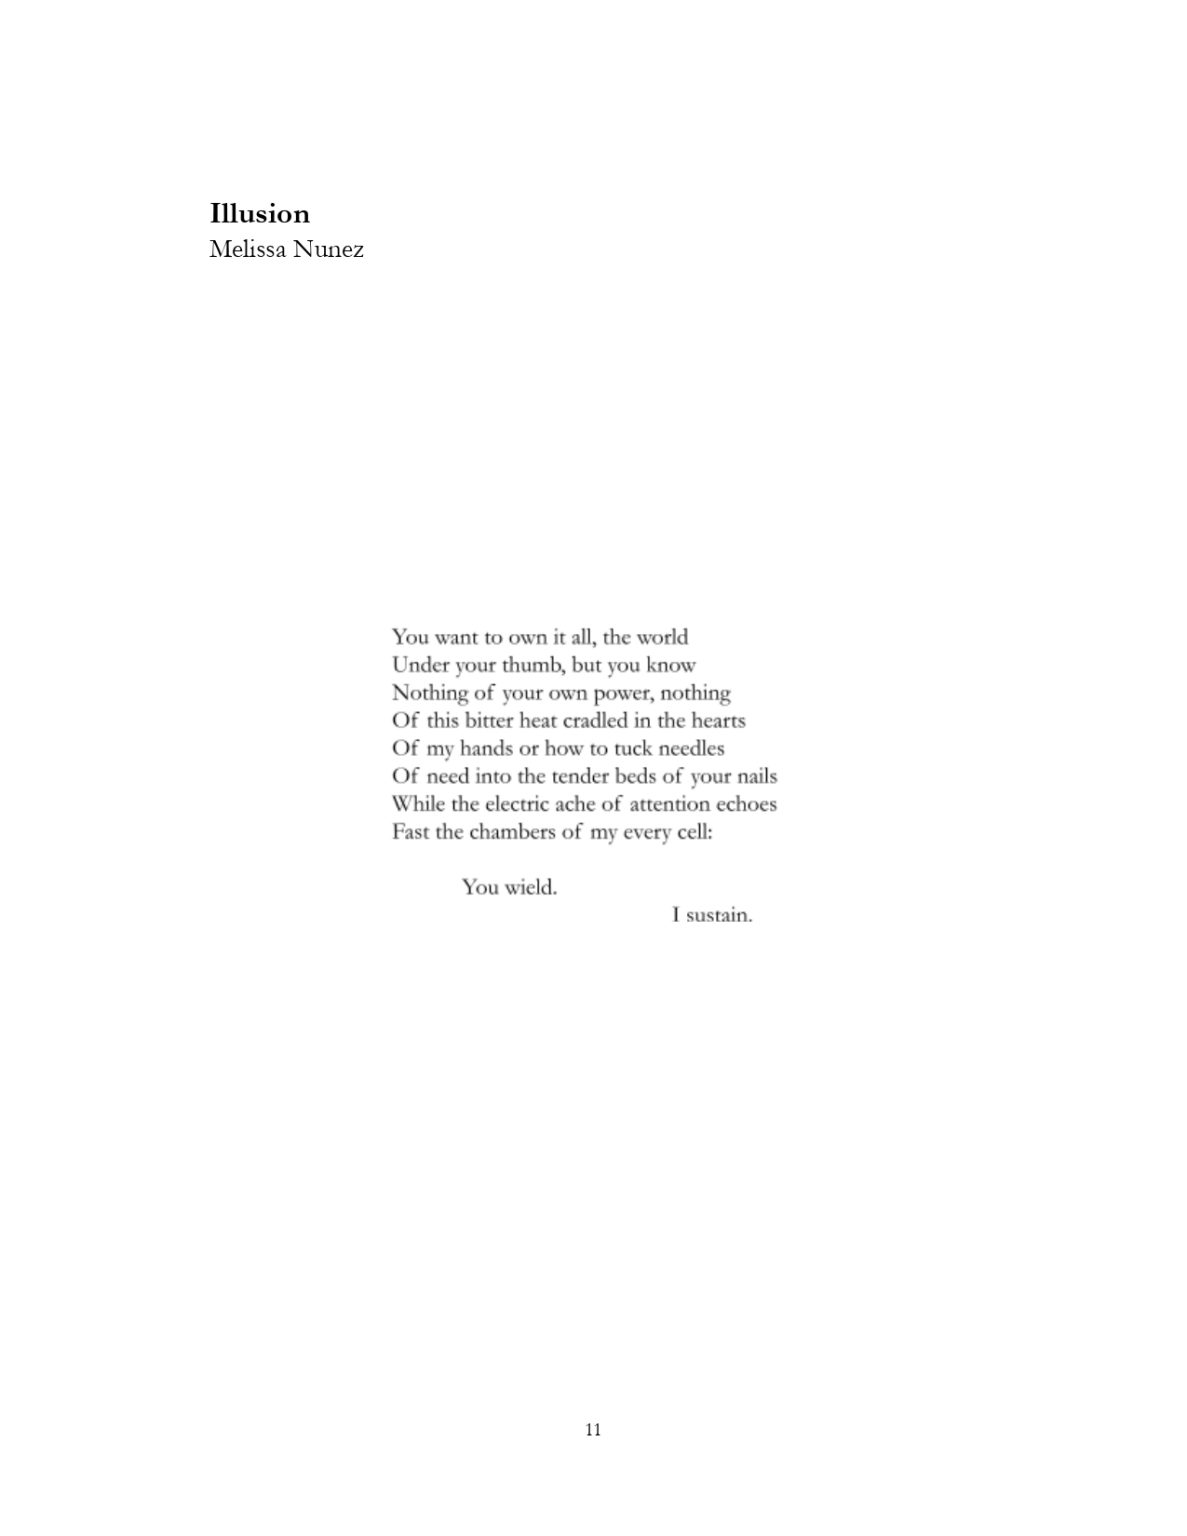 Illusion
Melissa Nunez
You want to own it all, the world
Under your thumb, but you know
Nothing of your own power, nothing
Of this bitter heat cradled in the hearts
Of my hands or how to tuck needles
Of need into the tender beds of your nails
While the electric ache of attention echoes
Fast the chambers of my every cell:
You wield.
I sustain.
11